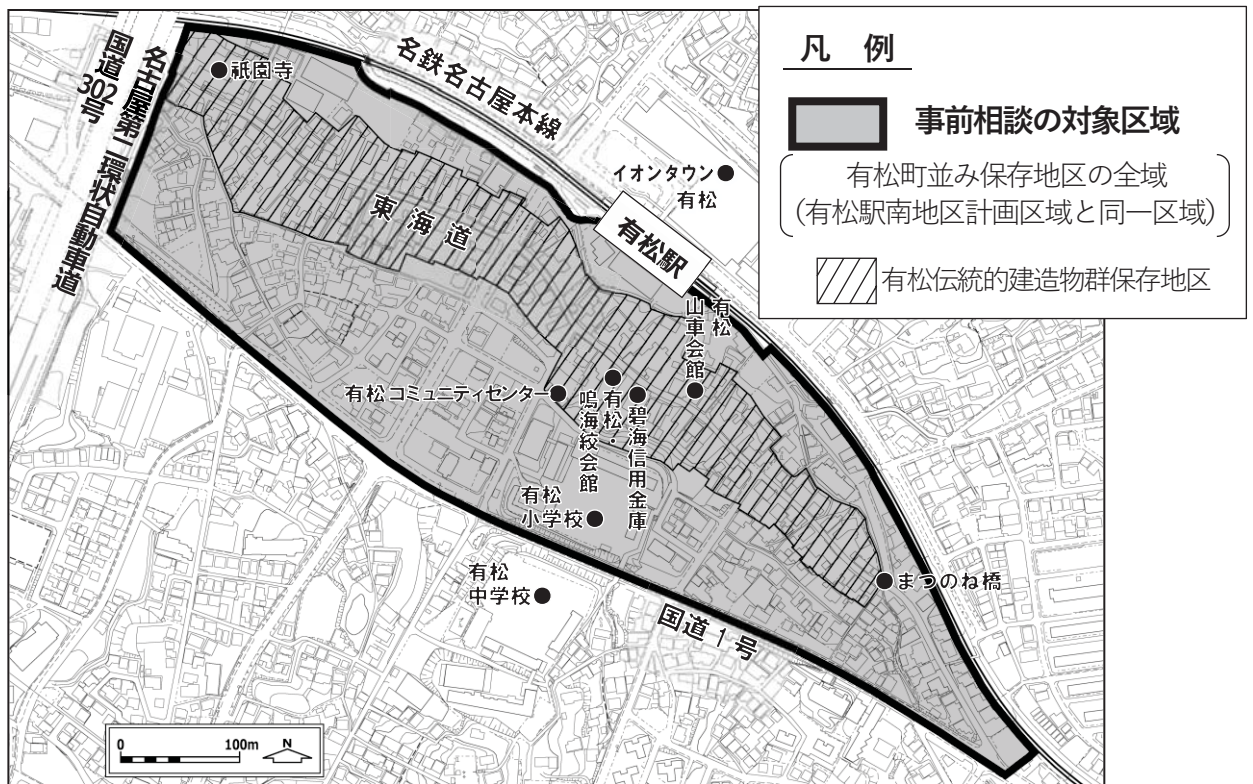 凡例
事前相談の対象区域
有松町並み保存地区の全域
(有松駅南地区計画区域と同一区域)
有松伝統的建造物群保存地区
名古屋第二環状自動車道
国道302号
祇園寺
名鉄名古屋本線
イオンタウン
有松
東海道
有松駅
有松
山車会館
有松コミュニティセンター
有松・
鳴海絞会館
碧海信用金庫
有松
小学校
有松
中学校
まつのね橋
国道1号
0 100m N